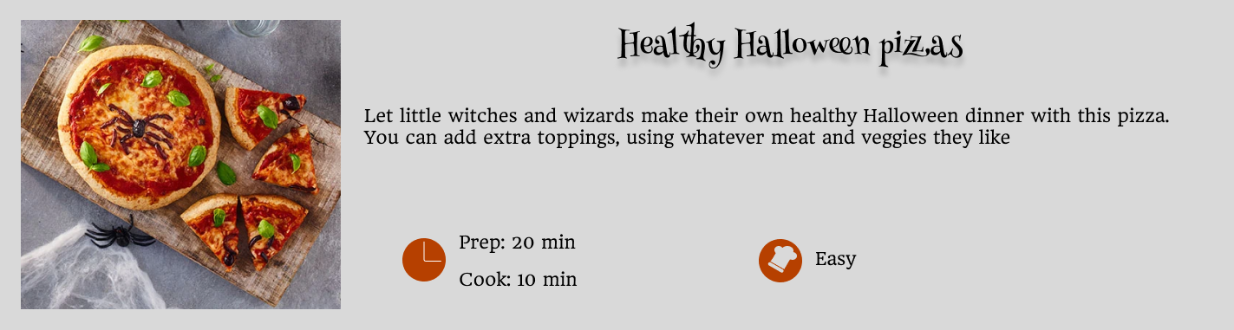 Healthy Halloween pizzas
Let little witches and wizards make their own healthy Halloween dinner with this pizza.
You can add extra toppings, using whatever meat and veggies they like
Prep: 20 min
Cook: 10 min
Easy